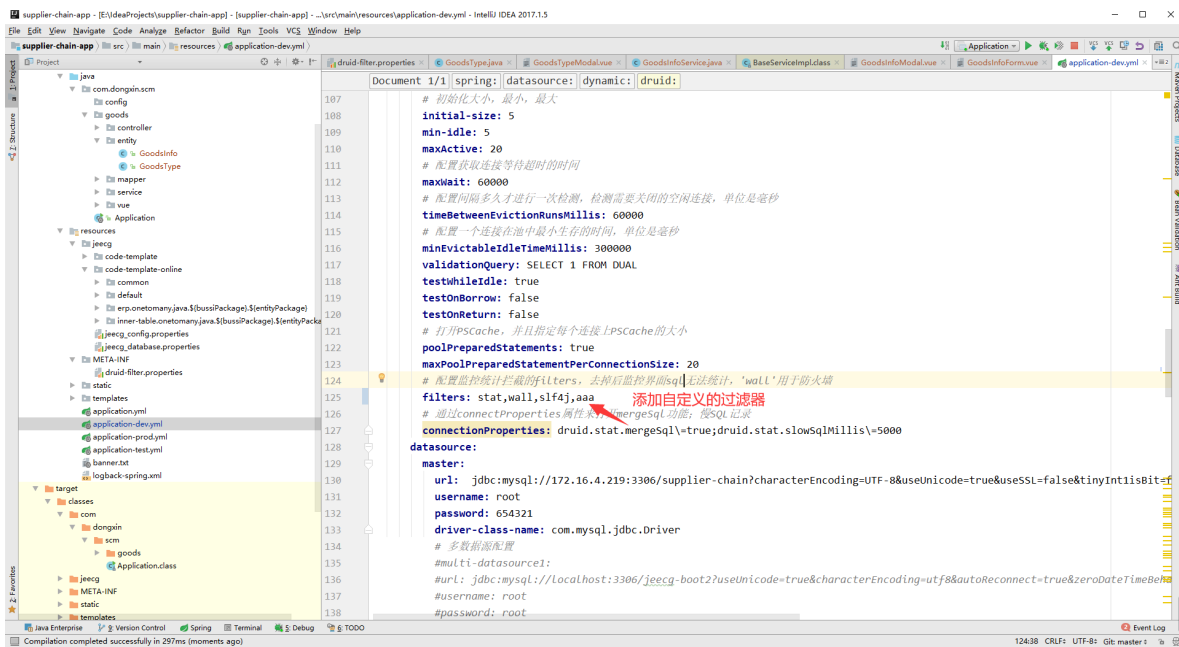 supplier-chain-app - [E:\IdeaProjects\supplier-chain-app] - [supplier-chain-app] - ...\src\main\resources\application-dev.yml - IntelliJ IDEA 2017.1.5
File Edit View Navigate Code Analyze Refactor Build Run Tools VCS Window Help
supplier-chain-app src main resources application-dev.yml
Application
Project
druid-filter.properties GoodsType.java GoodsTypeModal.vue GoodsInfoService.java BaseServiceImpl.class GoodsInfoModal.vue GoodsInfoForm.vue application-dev.yml
Document 1/1 spring: datasource: dynamic: druid:
1: Project
7: Structure
2: Favorites
Maven Projects
Database
Bean Validation
Ant Build
java
com.dongxin.scm
config
goods
controller
entity
GoodsInfo
GoodsType
mapper
service
vue
Application
resources
jeecg
code-template
code-template-online
common
default
erp.onetomany.java.${bussiPackage}.${entityPackage}
inner-table.onetomany.java.${bussiPackage}.${entityPacka
jeecg_config.properties
jeecg_database.properties
META-INF
druid-filter.properties
static
templates
application.yml
application-dev.yml
application-prod.yml
application-test.yml
banner.txt
logback-spring.xml
target
classes
com
dongxin
scm
goods
Application.class
jeecg
META-INF
static
templates
107 # 初始化大小，最小，最大
108 initial-size: 5
109 min-idle: 5
110 maxActive: 20
111 # 配置获取连接等待超时的时间
112 maxWait: 60000
113 # 配置间隔多久才进行一次检测，检测需要关闭的空闲连接，单位是毫秒
114 timeBetweenEvictionRunsMillis: 60000
115 # 配置一个连接在池中最小生存的时间，单位是毫秒
116 minEvictableIdleTimeMillis: 300000
117 validationQuery: SELECT 1 FROM DUAL
118 testWhileIdle: true
119 testOnBorrow: false
120 testOnReturn: false
121 # 打开PSCache，并且指定每个连接上PSCache的大小
122 poolPreparedStatements: true
123 maxPoolPreparedStatementPerConnectionSize: 20
124 # 配置监控统计拦截的filters，去掉后监控界面sql无法统计，'wall'用于防火墙
125 filters: stat,wall,slf4j,aaa 添加自定义的过滤器
126 # 通过connectProperties属性来打开mergeSql功能；慢SQL记录
127 connectionProperties: druid.stat.mergeSql\=true;druid.stat.slowSqlMillis\=5000
128 datasource:
129 master:
130 url: jdbc:mysql://172.16.4.219:3306/supplier-chain?characterEncoding=UTF-8&useUnicode=true&useSSL=false&tinyInt1isBit=f
131 username: root
132 password: 654321
133 driver-class-name: com.mysql.jdbc.Driver
134 # 多数据源配置
135 #multi-datasource1:
136 #url: jdbc:mysql://localhost:3306/jeecg-boot2?useUnicode=true&characterEncoding=utf8&autoReconnect=true&zeroDateTimeBeha
137 #username: root
138 #password: root
Java Enterprise 9: Version Control Spring Terminal 5: Debug 6: TODO 2 Event Log
Compilation completed successfully in 297ms (moments ago) 124:38 CRLF÷ UTF-8÷ Git: master÷